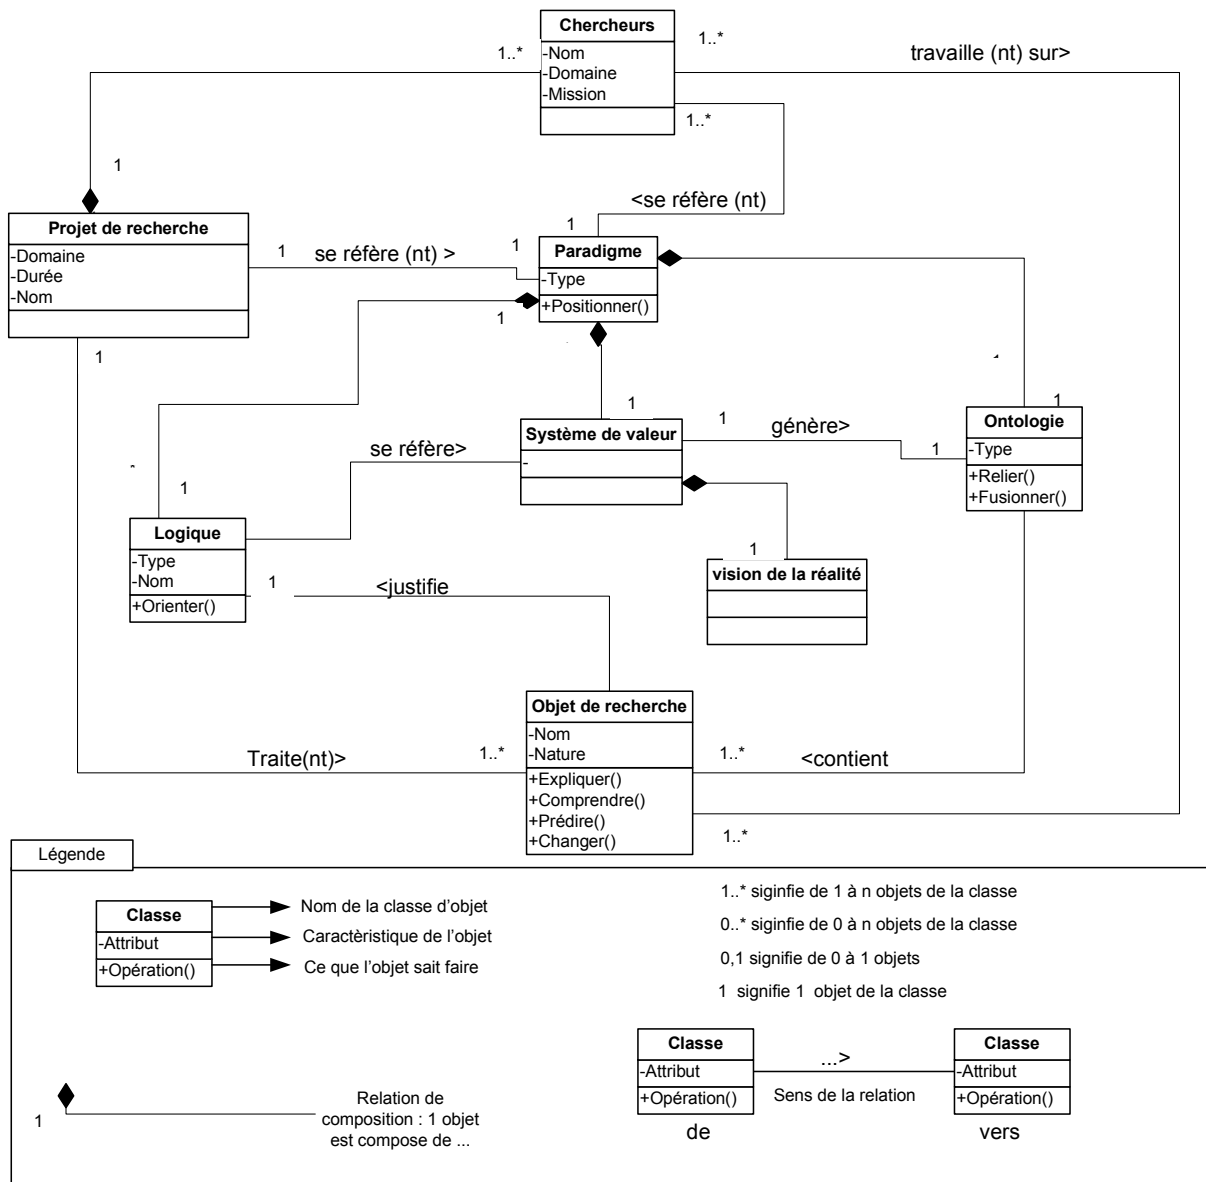 Chercheurs
-Nom
-Domaine
-Mission
1..*
1..*
travaille (nt) sur>
1..*
1
<se réfère (nt)
Projet de recherche
-Domaine
-Durée
-Nom
1
se réfère (nt) >
1
1
Paradigme
-Type
+Positionner()
1
1
1
Système de valeur
-
1
génère>
1
1
Ontologie
-Type
+Relier()
+Fusionner()
se réfère>
1
Logique
-Type
-Nom
+Orienter()
1
<justifie
1
vision de la réalité
Objet de recherche
-Nom
-Nature
+Expliquer()
+Comprendre()
+Prédire()
+Changer()
Traite(nt)>
1..*
1..*
<contient
1..*
Légende
Classe
-Attribut
+Opération()
Nom de la classe d'objet
Caractèristique de l'objet
Ce que l'objet sait faire
1..* siginfie de 1 à n objets de la classe
0..* siginfie de 0 à n objets de la classe
0,1 signifie de 0 à 1 objets
1 signifie 1 objet de la classe
1
Relation de
composition : 1 objet
est compose de ...
Classe
-Attribut
+Opération()
de
...>
Sens de la relation
Classe
-Attribut
+Opération()
vers